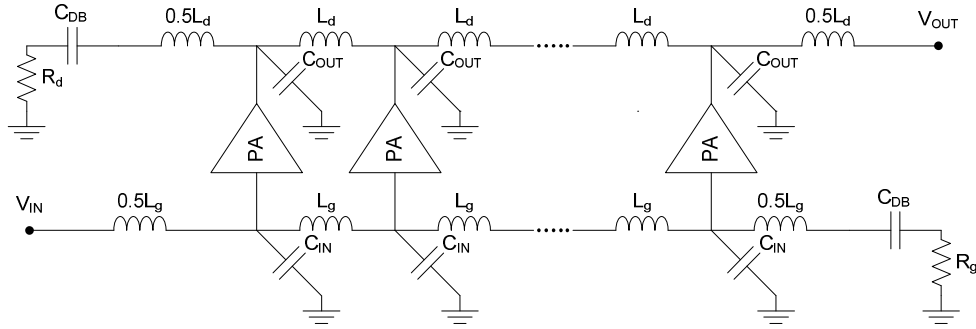 C_DB 0.5L_d L_d L_d L_d 0.5L_d V_OUT
R_d C_OUT C_OUT C_OUT
PA PA PA
V_IN 0.5L_g L_g L_g L_g 0.5L_g C_DB
C_IN C_IN C_IN R_g